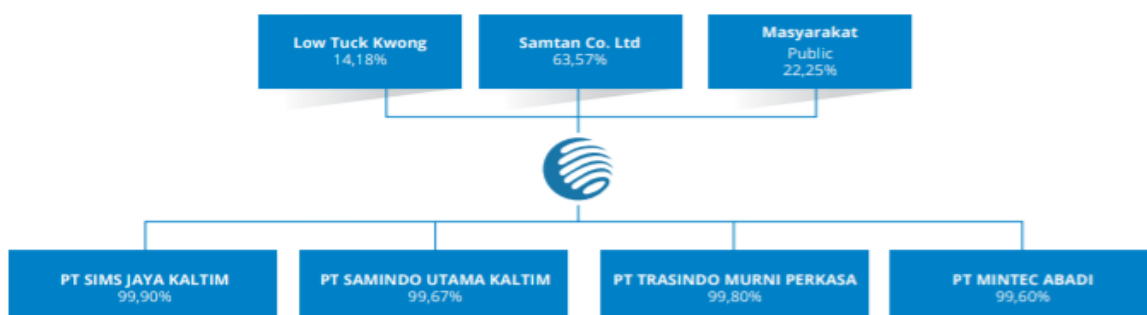 Low Tuck Kwong
14,18%
Samtan Co. Ltd
63,57%
Masyarakat
Public
22,25%
PT SIMS JAYA KALTIM
99,90%
PT SAMINDO UTAMA KALTIM
99,67%
PT TRASINDO MURNI PERKASA
99,80%
PT MINTEC ABADI
99,60%